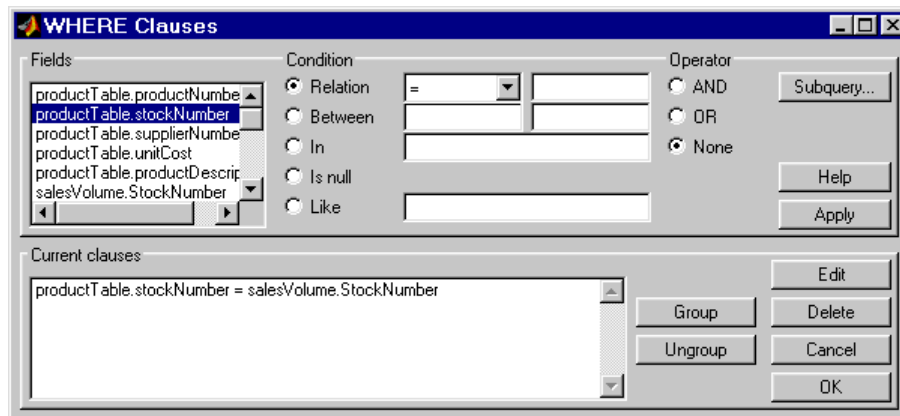 WHERE Clauses
Fields
productTable.productNumbe
productTable.stockNumber
productTable.supplierNumbe
productTable.unitCost
productTable.productDescrip
salesVolume.StockNumber
Condition
Relation =
Between
In
Is null
Like
Operator
AND
OR
None
Subquery...
Help
Apply
Current clauses
productTable.stockNumber = salesVolume.StockNumber
Group
Ungroup
Edit
Delete
Cancel
OK